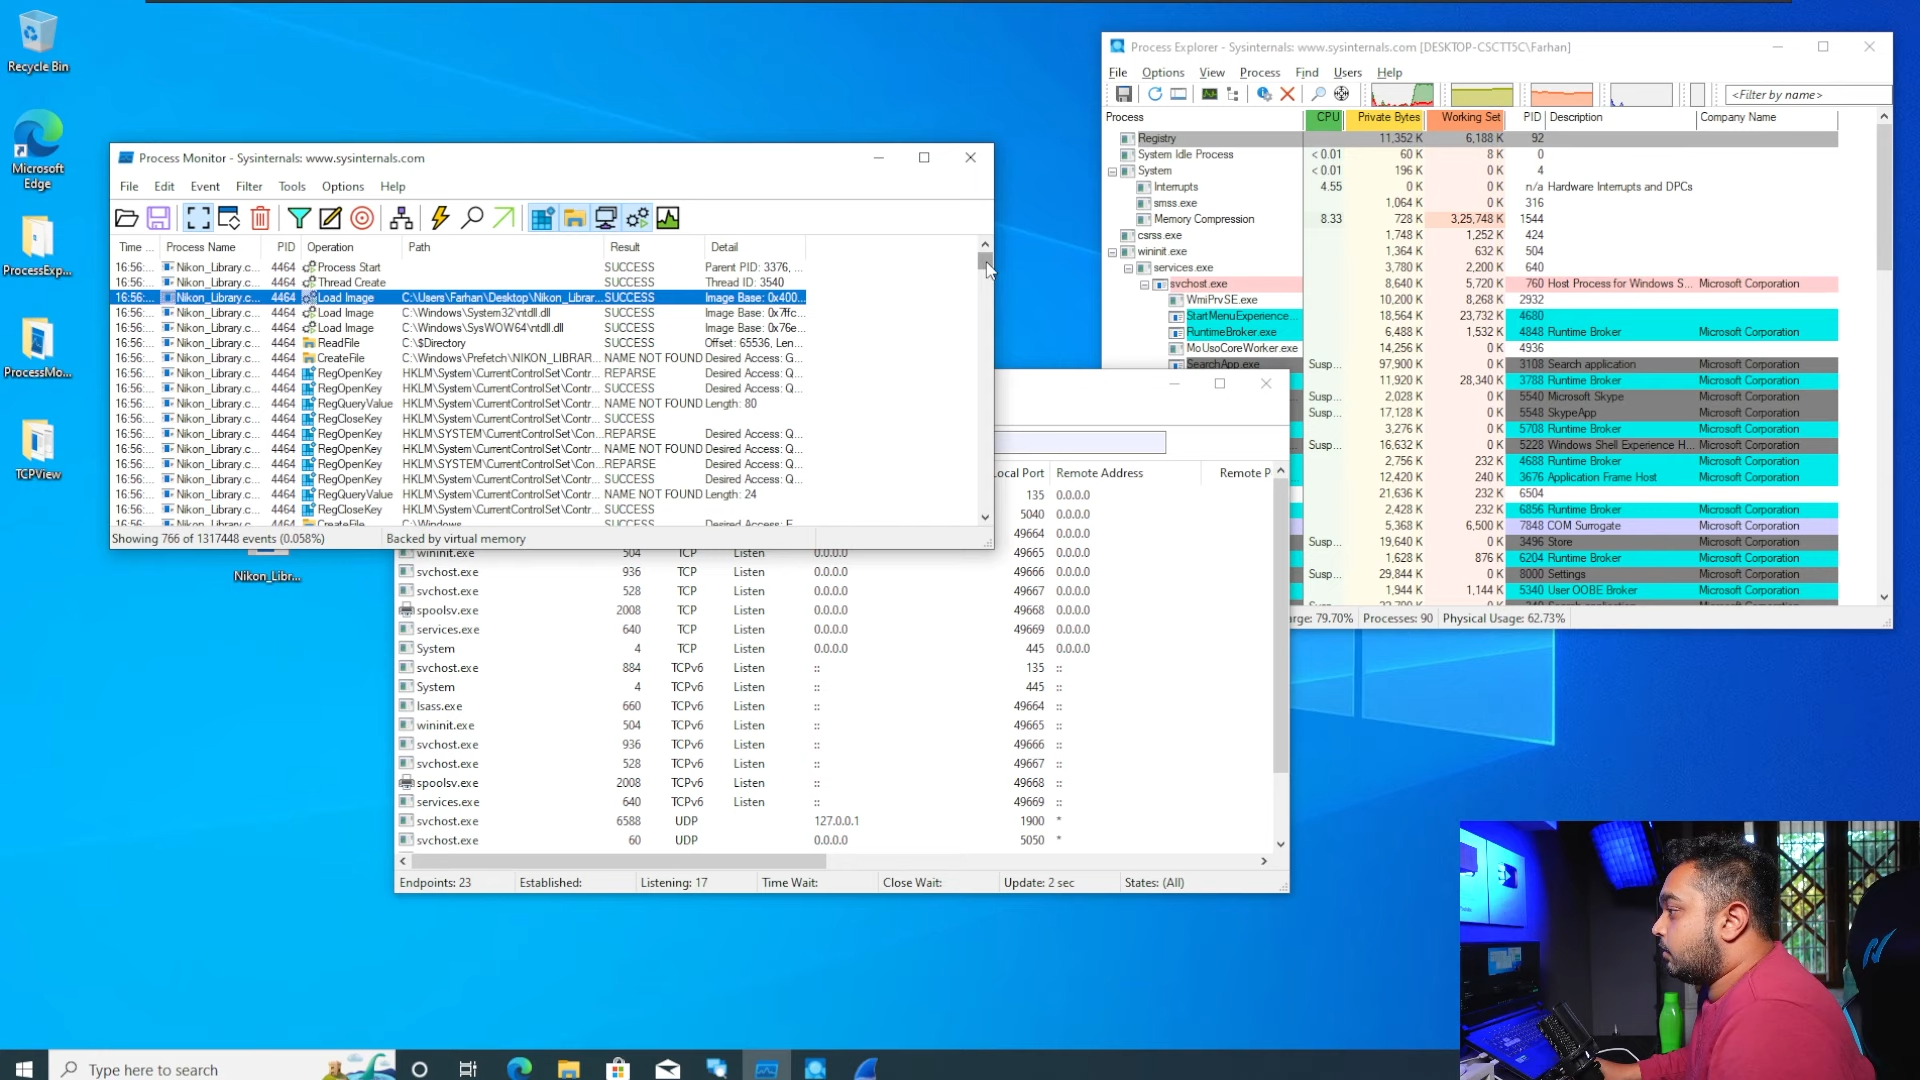 Recycle Bin
Microsoft
Edge
ProcessExp...
ProcessMo...
TCPView
Nikon_Libr...
Process Monitor - Sysinternals: www.sysinternals.com
File Edit Event Filter Tools Options Help
Time ... Process Name PID Operation Path Result Detail
16:56:... Nikon_Library.c... 4464 Process Start SUCCESS Parent PID: 3376, ...
16:56:... Nikon_Library.c... 4464 Thread Create SUCCESS Thread ID: 3540
16:56:... Nikon_Library.c... 4464 Load Image C:\Users\Farhan\Desktop\Nikon_Librar... SUCCESS Image Base: 0x400...
16:56:... Nikon_Library.c... 4464 Load Image C:\Windows\System32\ntdll.dll SUCCESS Image Base: 0x7ffc...
16:56:... Nikon_Library.c... 4464 Load Image C:\Windows\SysWOW64\ntdll.dll SUCCESS Image Base: 0x76e...
16:56:... Nikon_Library.c... 4464 ReadFile C:\$Directory SUCCESS Offset: 65536, Len...
16:56:... Nikon_Library.c... 4464 CreateFile C:\Windows\Prefetch\NIKON_LIBRAR... NAME NOT FOUND Desired Access: G...
16:56:... Nikon_Library.c... 4464 RegOpenKey HKLM\System\CurrentControlSet\Contr... REPARSE Desired Access: Q...
16:56:... Nikon_Library.c... 4464 RegOpenKey HKLM\System\CurrentControlSet\Contr... SUCCESS Desired Access: Q...
16:56:... Nikon_Library.c... 4464 RegQueryValue HKLM\System\CurrentControlSet\Contr... NAME NOT FOUND Length: 80
16:56:... Nikon_Library.c... 4464 RegCloseKey HKLM\System\CurrentControlSet\Contr... SUCCESS
16:56:... Nikon_Library.c... 4464 RegOpenKey HKLM\SYSTEM\CurrentControlSet\Con... REPARSE Desired Access: Q...
16:56:... Nikon_Library.c... 4464 RegOpenKey HKLM\System\CurrentControlSet\Contr... NAME NOT FOUND Desired Access: Q...
16:56:... Nikon_Library.c... 4464 RegOpenKey HKLM\SYSTEM\CurrentControlSet\Con... REPARSE Desired Access: Q...
16:56:... Nikon_Library.c... 4464 RegOpenKey HKLM\System\CurrentControlSet\Contr... SUCCESS Desired Access: Q...
16:56:... Nikon_Library.c... 4464 RegQueryValue HKLM\System\CurrentControlSet\Contr... NAME NOT FOUND Length: 24
16:56:... Nikon_Library.c... 4464 RegCloseKey HKLM\System\CurrentControlSet\Contr... SUCCESS
16:56:... Nikon_Library.c... 4464 CreateFile C:\Windows SUCCESS Desired Access: E...
Showing 766 of 1317448 events (0.058%) Backed by virtual memory
Process Explorer - Sysinternals: www.sysinternals.com [DESKTOP-CSCTT5C\Farhan]
File Options View Process Find Users Help
<Filter by name>
Process CPU Private Bytes Working Set PID Description Company Name
Registry 11,352 K 6,188 K 92
System Idle Process < 0.01 60 K 8 K 0
System < 0.01 196 K 0 K 4
Interrupts 4.55 0 K 0 K n/a Hardware Interrupts and DPCs
smss.exe 1,064 K 0 K 316
Memory Compression 8.33 728 K 3,25,748 K 1544
csrss.exe 1,748 K 1,252 K 424
wininit.exe 1,364 K 632 K 504
services.exe 3,780 K 2,200 K 640
svchost.exe 8,640 K 5,720 K 760 Host Process for Windows S... Microsoft Corporation
WmiPrvSE.exe 10,200 K 8,268 K 2932
StartMenuExperience... 18,564 K 23,732 K 4680
RuntimeBroker.exe 6,488 K 1,532 K 4848 Runtime Broker Microsoft Corporation
MoUsoCoreWorker.exe 14,256 K 0 K 4936
SearchApp.exe Susp... 97,900 K 0 K 3108 Search application Microsoft Corporation
11,920 K 28,340 K 3788 Runtime Broker Microsoft Corporation
Susp... 2,028 K 0 K 5540 Microsoft Skype Microsoft Corporation
Susp... 17,128 K 0 K 5548 SkypeApp Microsoft Corporation
3,276 K 0 K 5708 Runtime Broker Microsoft Corporation
Susp... 16,632 K 0 K 5228 Windows Shell Experience H... Microsoft Corporation
2,756 K 232 K 4688 Runtime Broker Microsoft Corporation
12,420 K 240 K 3676 Application Frame Host Microsoft Corporation
21,636 K 232 K 6504
2,428 K 232 K 6856 Runtime Broker Microsoft Corporation
5,368 K 6,500 K 7848 COM Surrogate Microsoft Corporation
Susp... 19,640 K 0 K 3496 Store Microsoft Corporation
1,628 K 876 K 6204 Runtime Broker Microsoft Corporation
Susp... 29,844 K 0 K 8000 Settings Microsoft Corporation
1,944 K 1,144 K 5340 User OOBE Broker Microsoft Corporation
arge: 79.70% Processes: 90 Physical Usage: 62.73%
Local Port Remote Address Remote P
135 0.0.0.0
5040 0.0.0.0
49664 0.0.0.0
wininit.exe 504 TCP Listen 0.0.0.0 49665 0.0.0.0
svchost.exe 936 TCP Listen 0.0.0.0 49666 0.0.0.0
svchost.exe 528 TCP Listen 0.0.0.0 49667 0.0.0.0
spoolsv.exe 2008 TCP Listen 0.0.0.0 49668 0.0.0.0
services.exe 640 TCP Listen 0.0.0.0 49669 0.0.0.0
System 4 TCP Listen 0.0.0.0 445 0.0.0.0
svchost.exe 884 TCPv6 Listen :: 135 ::
System 4 TCPv6 Listen :: 445 ::
lsass.exe 660 TCPv6 Listen :: 49664 ::
wininit.exe 504 TCPv6 Listen :: 49665 ::
svchost.exe 936 TCPv6 Listen :: 49666 ::
svchost.exe 528 TCPv6 Listen :: 49667 ::
spoolsv.exe 2008 TCPv6 Listen :: 49668 ::
services.exe 640 TCPv6 Listen :: 49669 ::
svchost.exe 6588 UDP 127.0.0.1 1900 *
svchost.exe 60 UDP 0.0.0.0 5050 *
Endpoints: 23 Established: Listening: 17 Time Wait: Close Wait: Update: 2 sec States: (All)
Type here to search